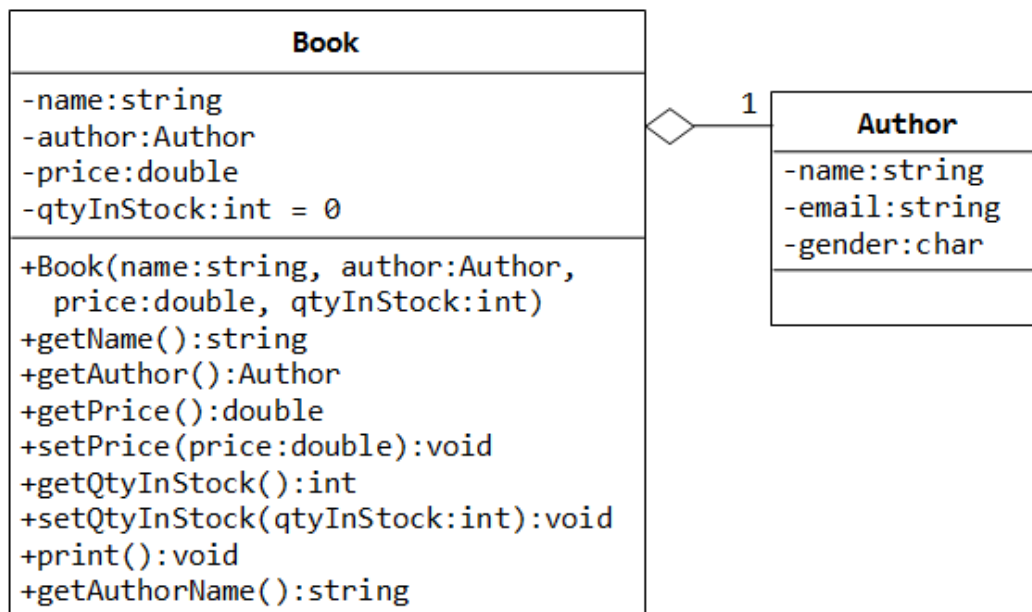 Book
-name:string
-author:Author
-price:double
-qtyInStock:int = 0
+Book(name:string, author:Author,
price:double, qtyInStock:int)
+getName():string
+getAuthor():Author
+getPrice():double
+setPrice(price:double):void
+getQtyInStock():int
+setQtyInStock(qtyInStock:int):void
+print():void
+getAuthorName():string
1
Author
-name:string
-email:string
-gender:char